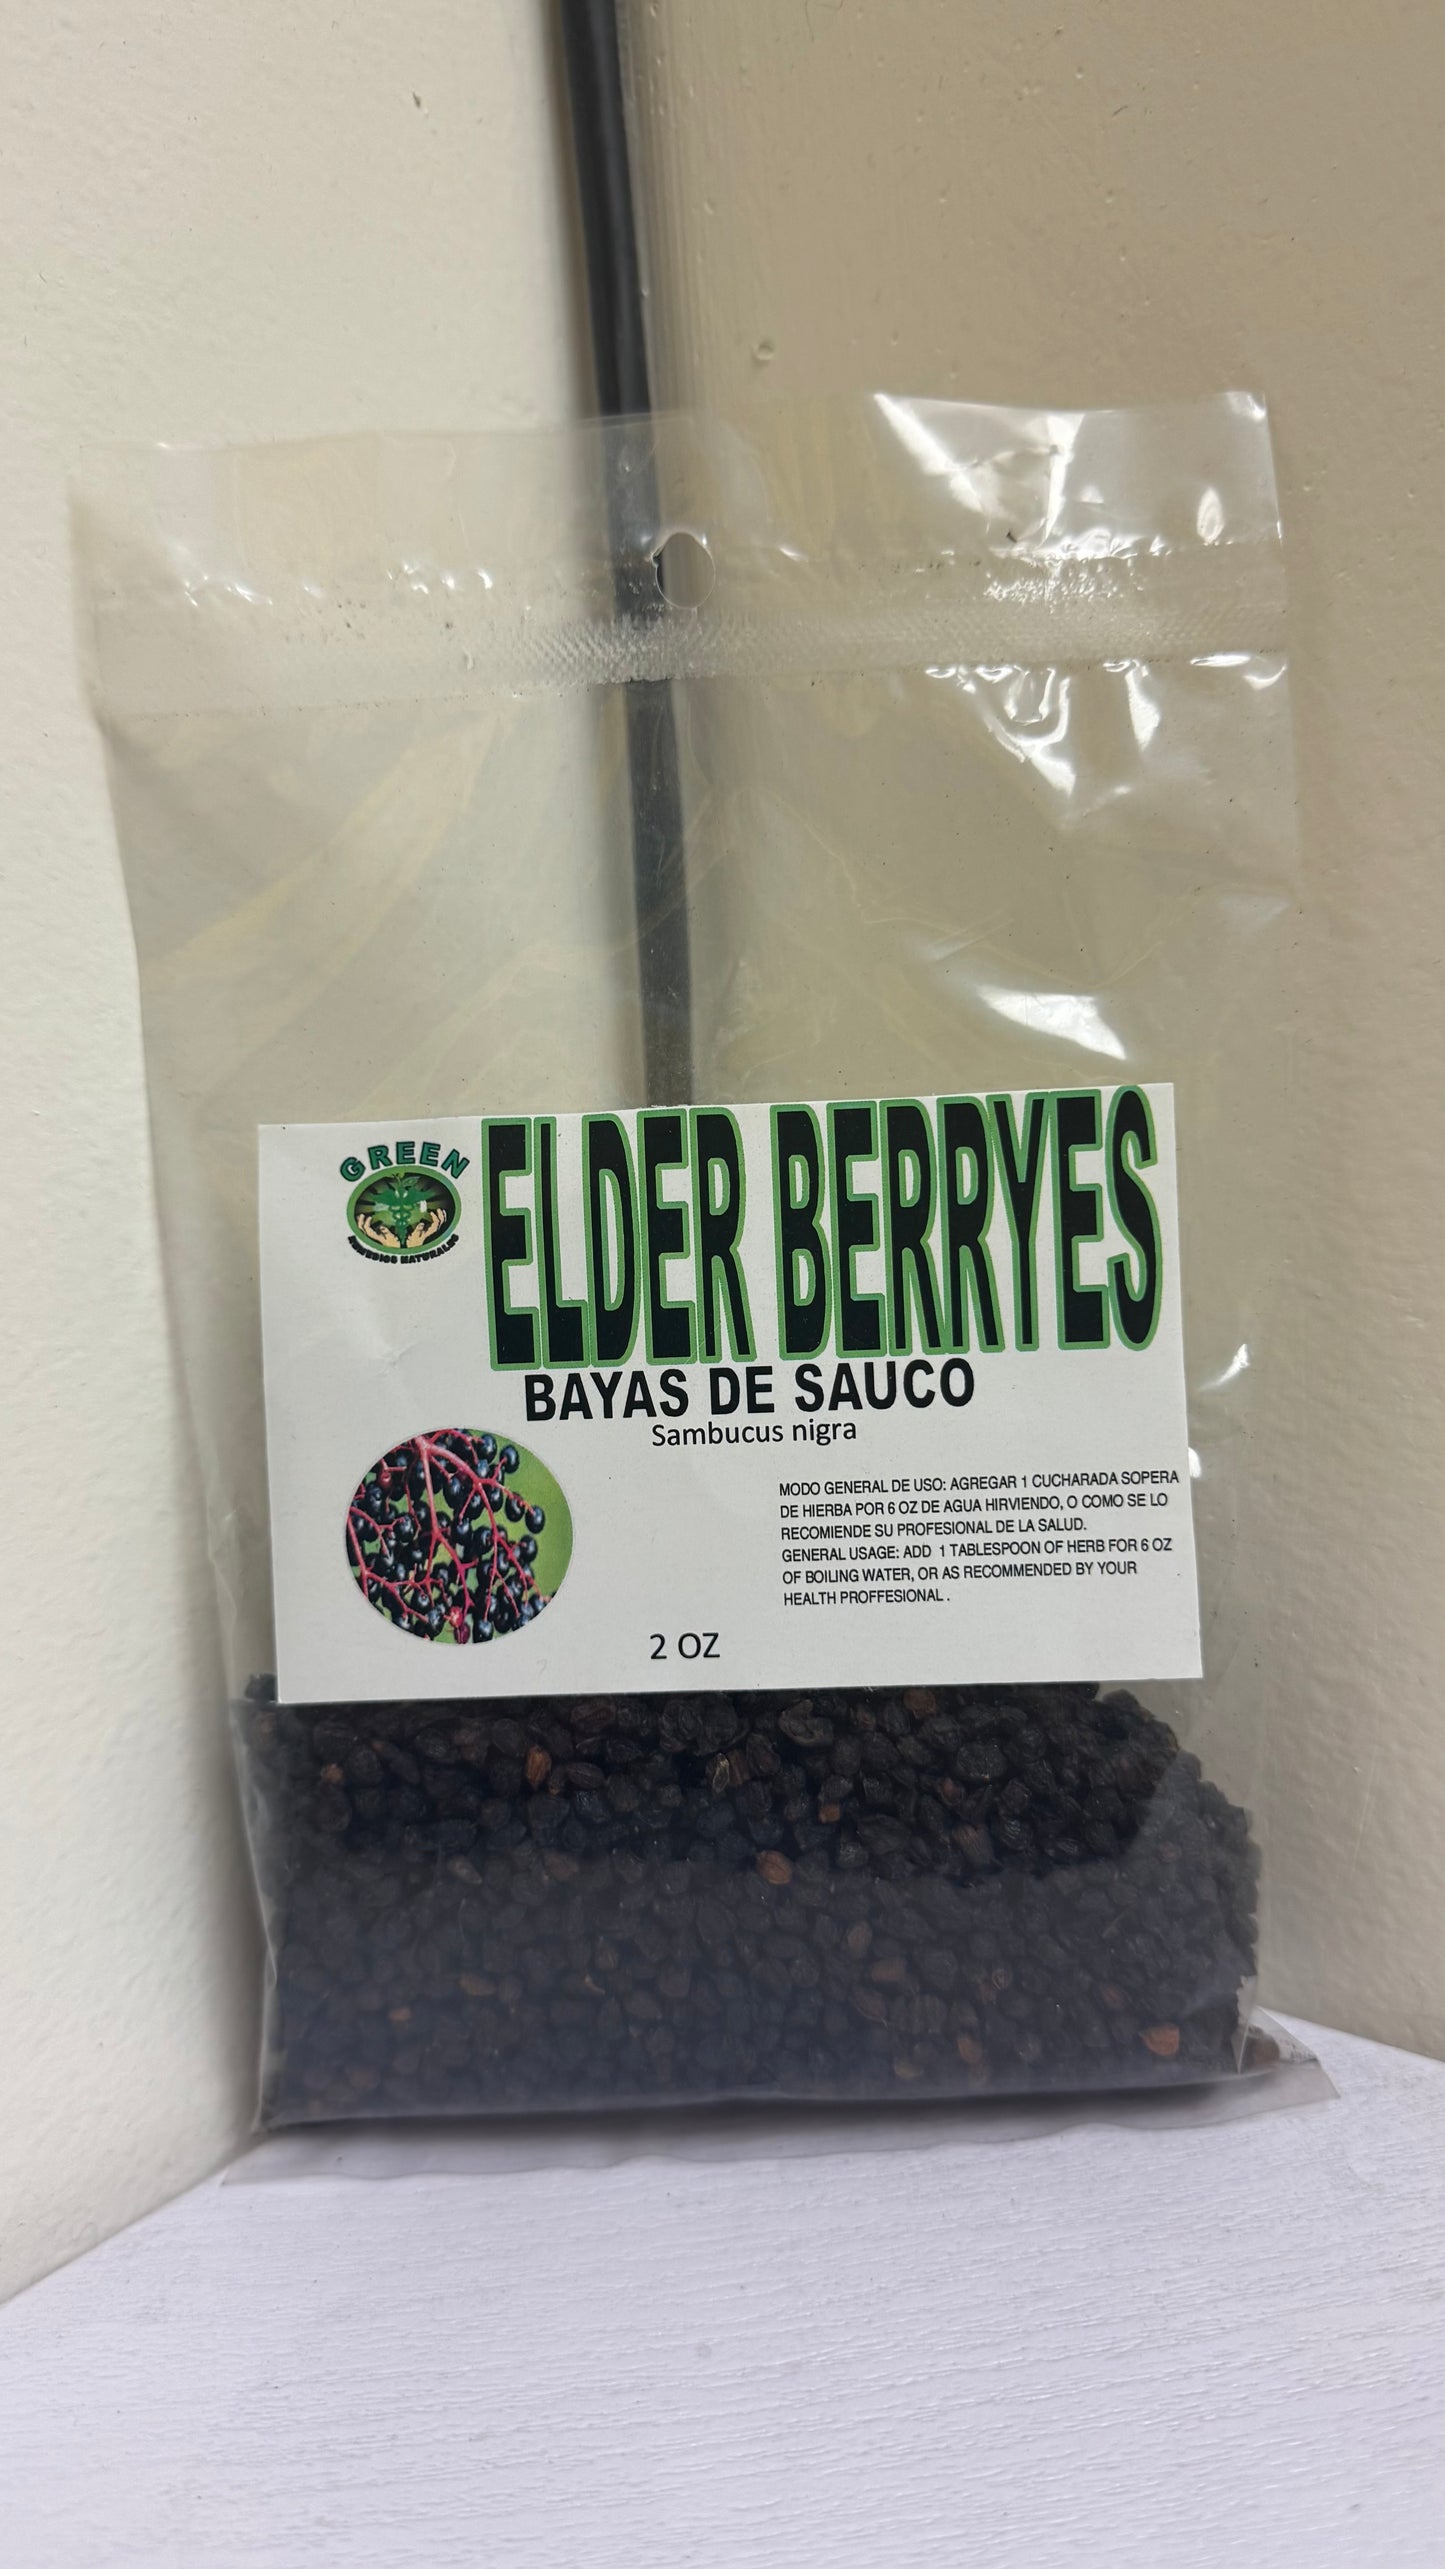 GREEN
REMEDIOS NATURALES
ELDER BERRYES
BAYAS DE SAUCO
Sambucus nigra
MODO GENERAL DE USO: AGREGAR 1 CUCHARADA SOPERA
DE HIERBA POR 6 OZ DE AGUA HIRVIENDO, O COMO SE LO
RECOMIENDE SU PROFESIONAL DE LA SALUD.
GENERAL USAGE: ADD 1 TABLESPOON OF HERB FOR 6 OZ
OF BOILING WATER, OR AS RECOMMENDED BY YOUR
HEALTH PROFFESIONAL .
2 OZ